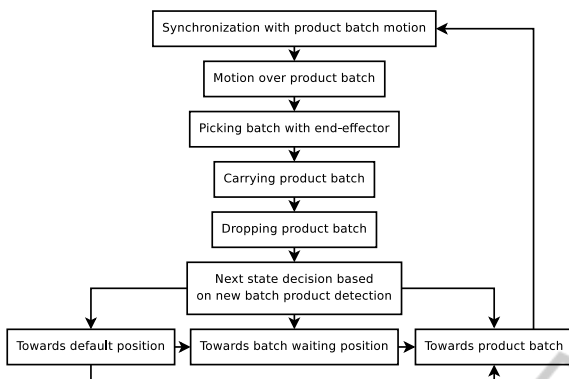 Synchronization with product batch motion
Motion over product batch
Picking batch with end-effector
Carrying product batch
Dropping product batch
Next state decision based
on new batch product detection
Towards default position
Towards batch waiting position
Towards product batch